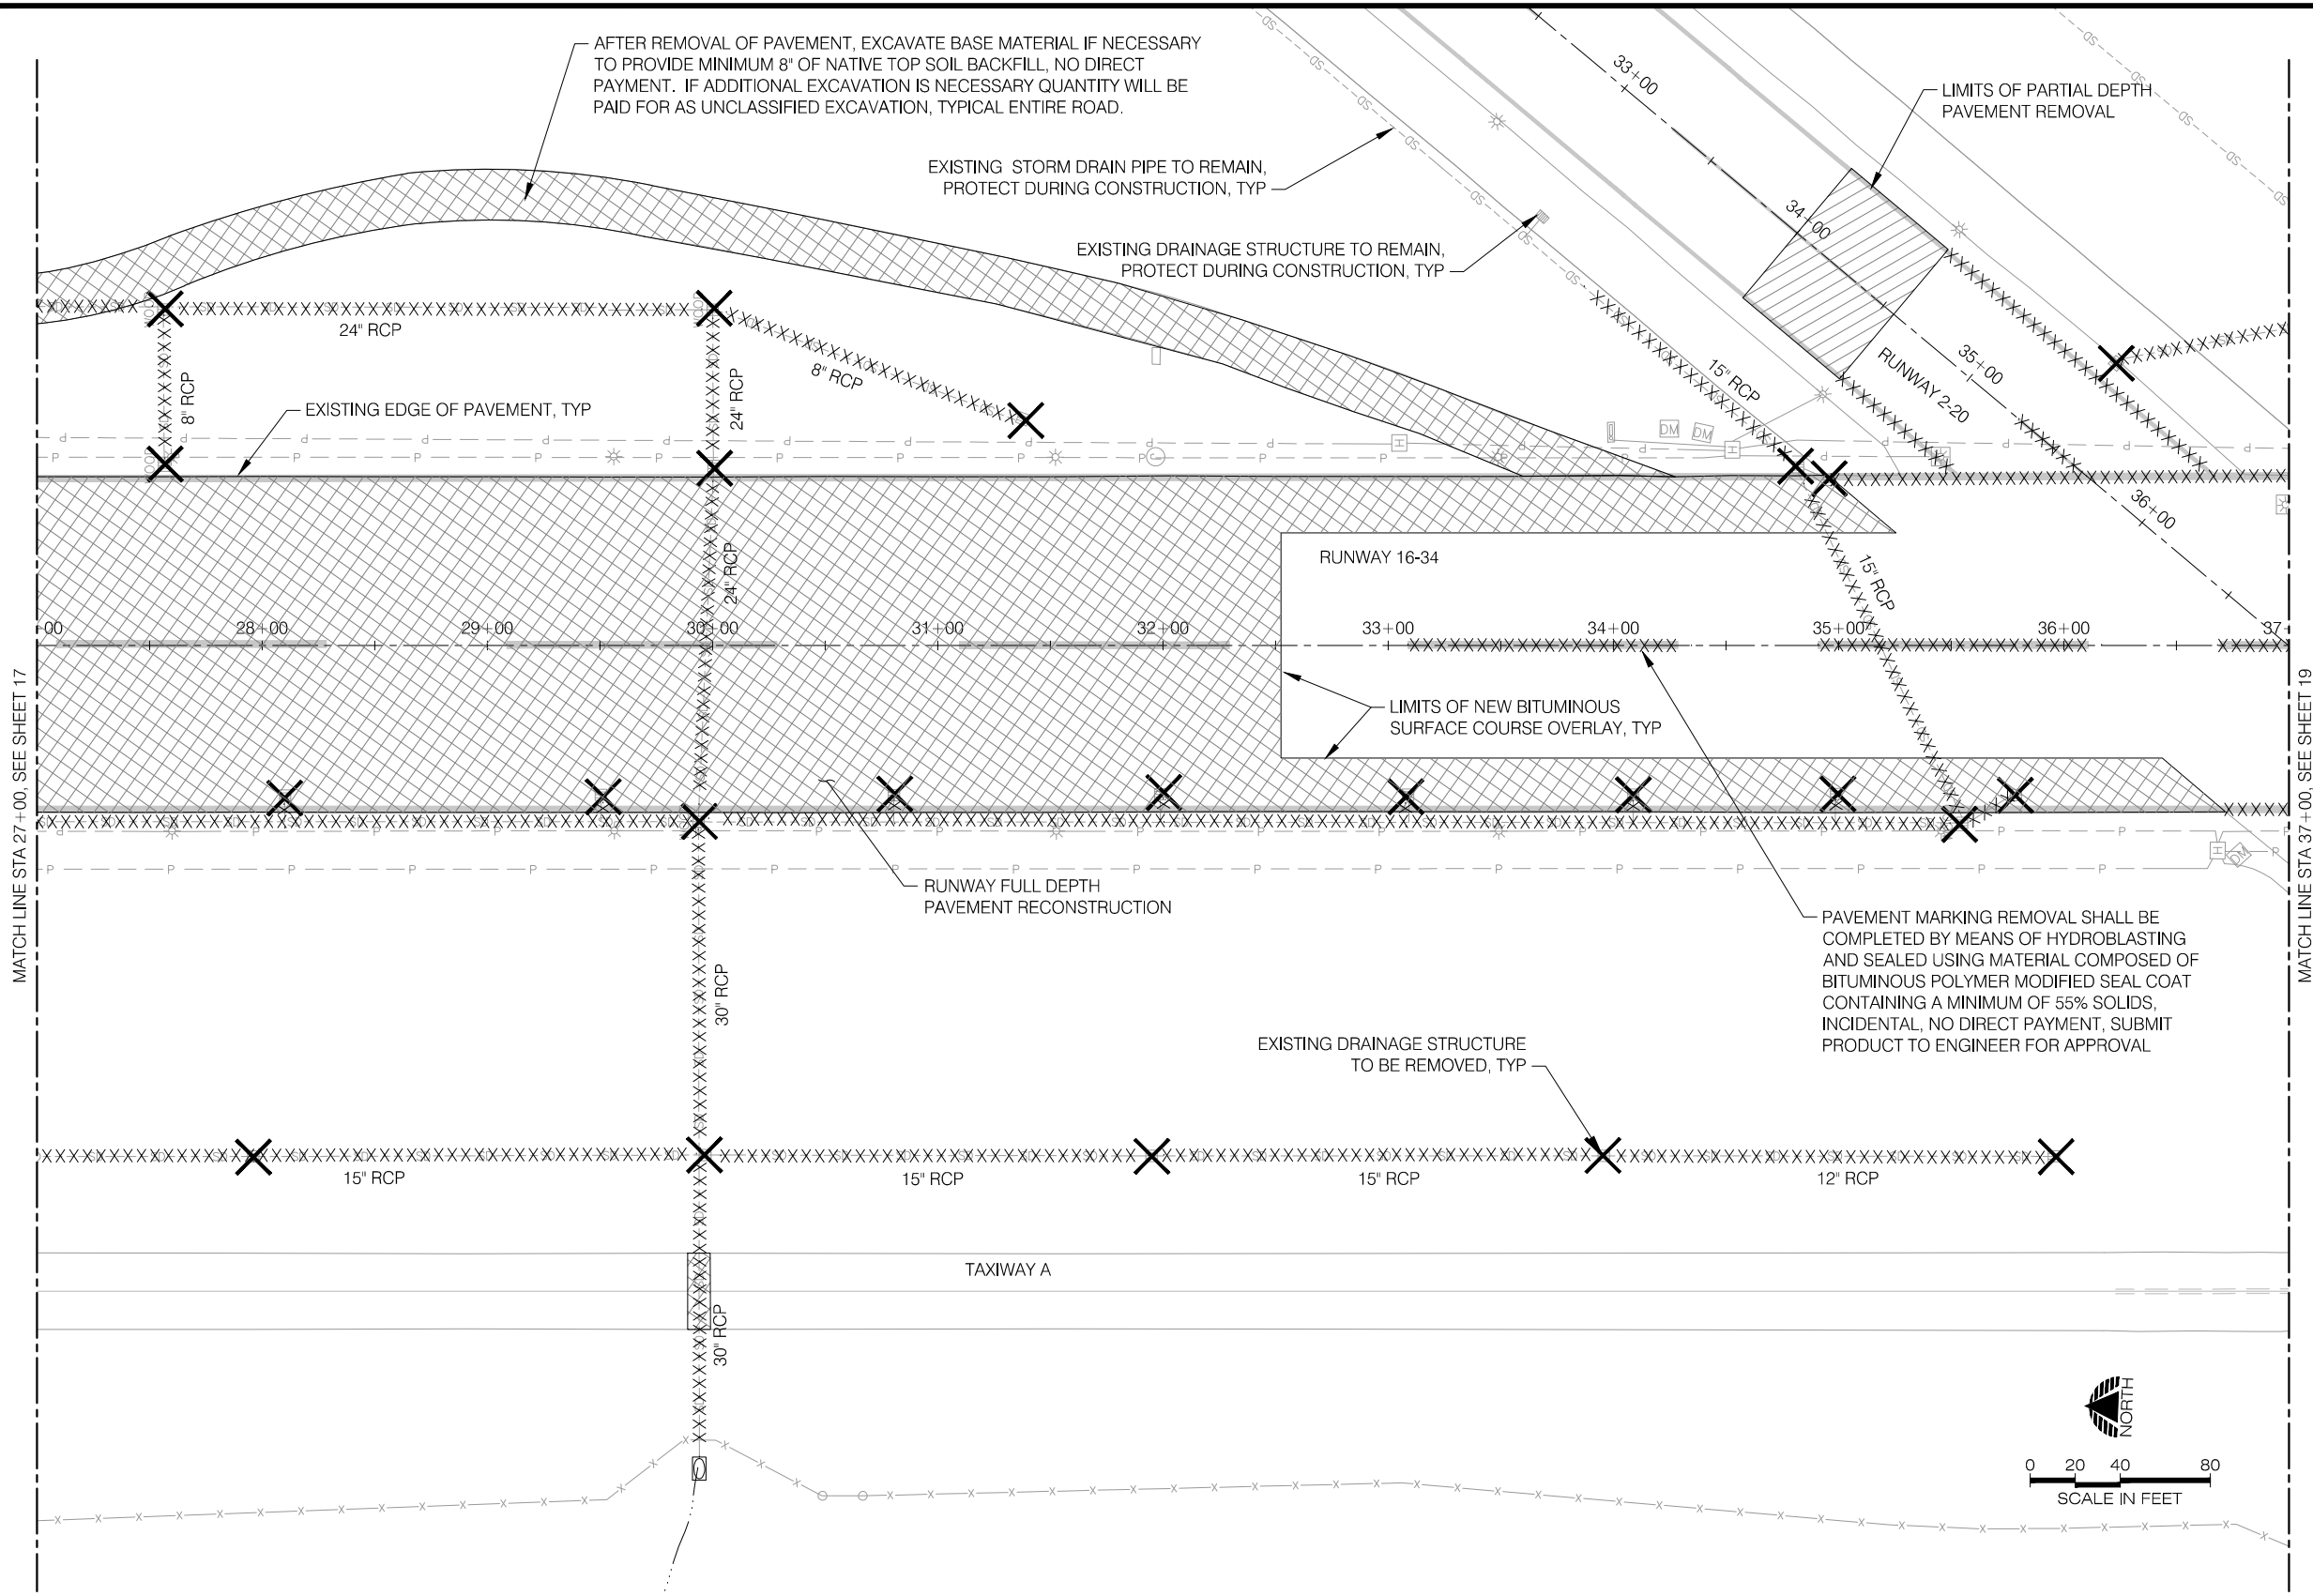 AFTER REMOVAL OF PAVEMENT, EXCAVATE BASE MATERIAL IF NECESSARY
TO PROVIDE MINIMUM 8" OF NATIVE TOP SOIL BACKFILL, NO DIRECT
PAYMENT. IF ADDITIONAL EXCAVATION IS NECESSARY QUANTITY WILL BE
PAID FOR AS UNCLASSIFIED EXCAVATION, TYPICAL ENTIRE ROAD.
33+00
LIMITS OF PARTIAL DEPTH
PAVEMENT REMOVAL
EXISTING STORM DRAIN PIPE TO REMAIN,
PROTECT DURING CONSTRUCTION, TYP
34+00
EXISTING DRAINAGE STRUCTURE TO REMAIN,
PROTECT DURING CONSTRUCTION, TYP
24" RCP
8" RCP
15" RCP
35+00
RUNWAY 2-20
8" RCP
24" RCP
EXISTING EDGE OF PAVEMENT, TYP
DM
DM
H
H
36+00
RUNWAY 16-34
24" RCP
15" RCP
00
28+00
29+00
30+00
31+00
32+00
33+00
34+00
35+00
36+00
37+
MATCH LINE STA 27+00, SEE SHEET 17
MATCH LINE STA 37+00, SEE SHEET 19
LIMITS OF NEW BITUMINOUS
SURFACE COURSE OVERLAY, TYP
H
DM
RUNWAY FULL DEPTH
PAVEMENT RECONSTRUCTION
PAVEMENT MARKING REMOVAL SHALL BE
COMPLETED BY MEANS OF HYDROBLASTING
AND SEALED USING MATERIAL COMPOSED OF
BITUMINOUS POLYMER MODIFIED SEAL COAT
CONTAINING A MINIMUM OF 55% SOLIDS,
INCIDENTAL, NO DIRECT PAYMENT, SUBMIT
PRODUCT TO ENGINEER FOR APPROVAL
30" RCP
EXISTING DRAINAGE STRUCTURE
TO BE REMOVED, TYP
15" RCP
15" RCP
15" RCP
12" RCP
TAXIWAY A
30" RCP
NORTH
0 20 40 80
SCALE IN FEET